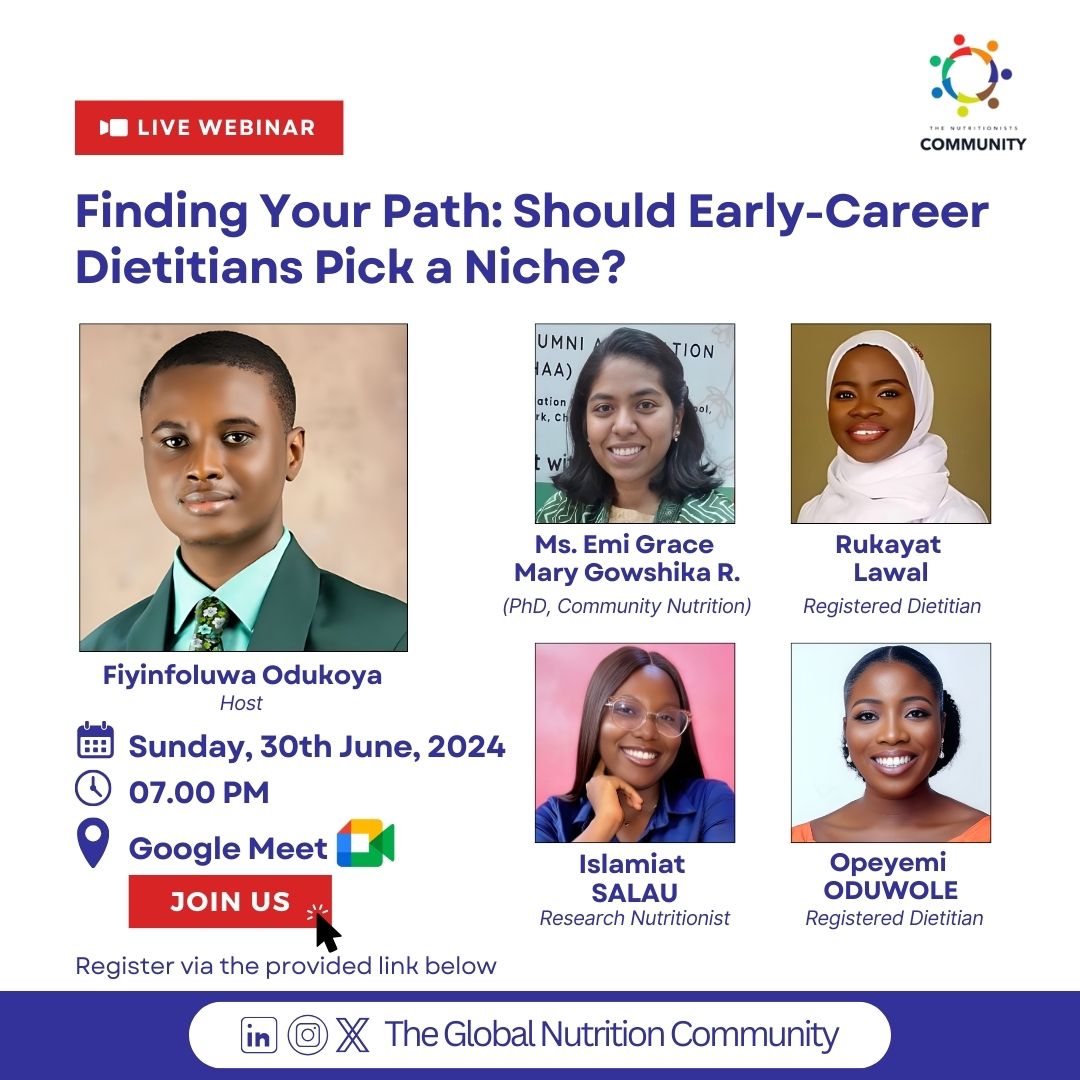 THE NUTRITIONISTS
COMMUNITY
LIVE WEBINAR
Finding Your Path: Should Early-Career
Dietitians Pick a Niche?
UMNI A TION
HAA)
ation
rk, Ch ool,
t wi
Ms. Emi Grace
Mary Gowshika R.
(PhD, Community Nutrition)
Rukayat
Lawal
Registered Dietitian
Fiyinfoluwa Odukoya
Host
Sunday, 30th June, 2024
07.00 PM
Google Meet
JOIN US
Register via the provided link below
Islamiat
SALAU
Research Nutritionist
Opeyemi
ODUWOLE
Registered Dietitian
in
The Global Nutrition Community